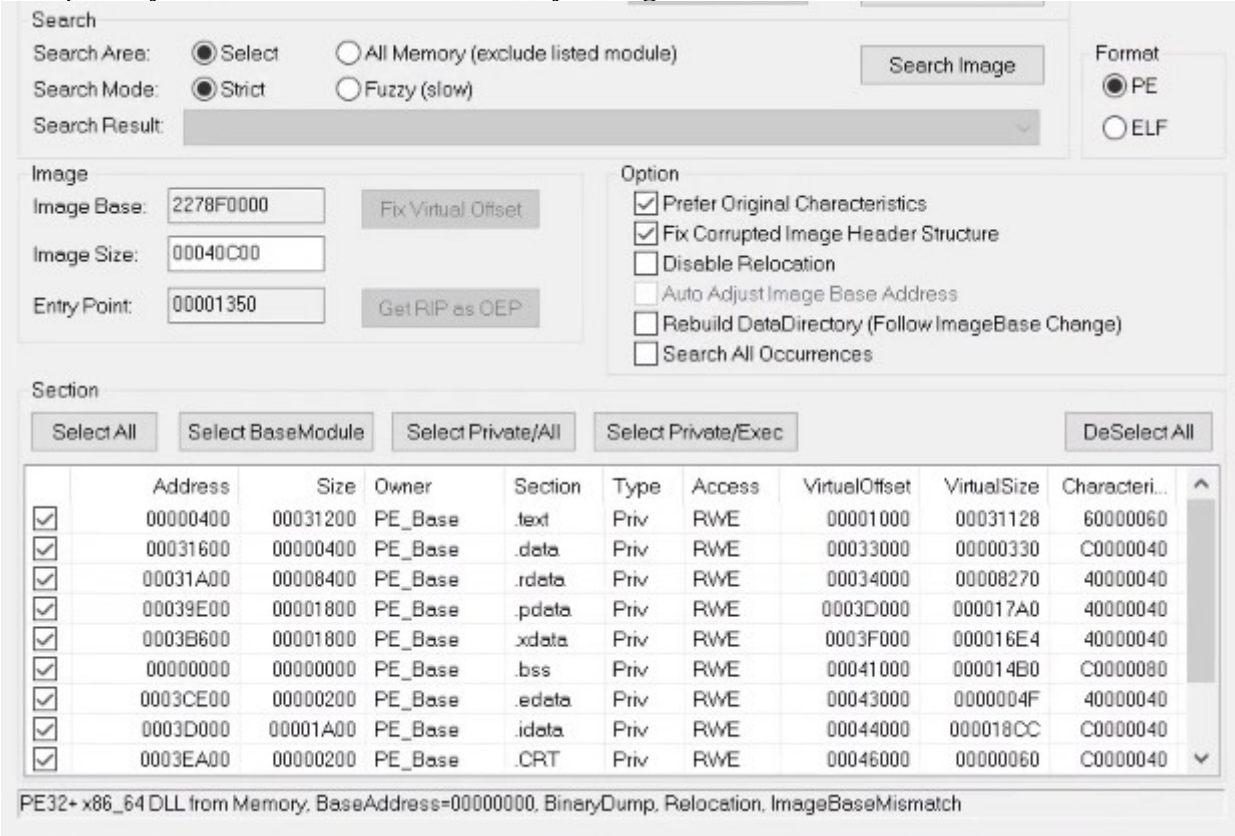 Search
Search Area: Select All Memory (exclude listed module)
Search Image
Search Mode: Strict Fuzzy (slow)
Search Result:
Format
PE
ELF
Image
Image Base: 2278F0000 Fix Virtual Offset
Image Size: 00040C00
Entry Point: 00001350 Get RIP as OEP
Option
Prefer Original Characteristics
Fix Corrupted Image Header Structure
Disable Relocation
Auto Adjust Image Base Address
Rebuild DataDirectory (Follow ImageBase Change)
Search All Occurrences
Section
Select All Select BaseModule Select Private/All Select Private/Exec DeSelect All
Address Size Owner Section Type Access VirtualOffset VirtualSize Characteri...
00000400 00031200 PE_Base .text Priv RWE 00001000 00031128 60000060
00031600 00000400 PE_Base .data Priv RWE 00033000 00000330 C0000040
00031A00 00008400 PE_Base .rdata Priv RWE 00034000 00008270 40000040
00039E00 00001800 PE_Base .pdata Priv RWE 0003D000 000017A0 40000040
0003B600 00001800 PE_Base .xdata Priv RWE 0003F000 000016E4 40000040
00000000 00000000 PE_Base .bss Priv RWE 00041000 000014B0 C0000080
0003CE00 00000200 PE_Base .edata Priv RWE 00043000 0000004F 40000040
0003D000 00001A00 PE_Base .idata Priv RWE 00044000 000018CC C0000040
0003EA00 00000200 PE_Base .CRT Priv RWE 00046000 00000060 C0000040
PE32+ x86_64 DLL from Memory, BaseAddress=00000000, BinaryDump, Relocation, ImageBaseMismatch